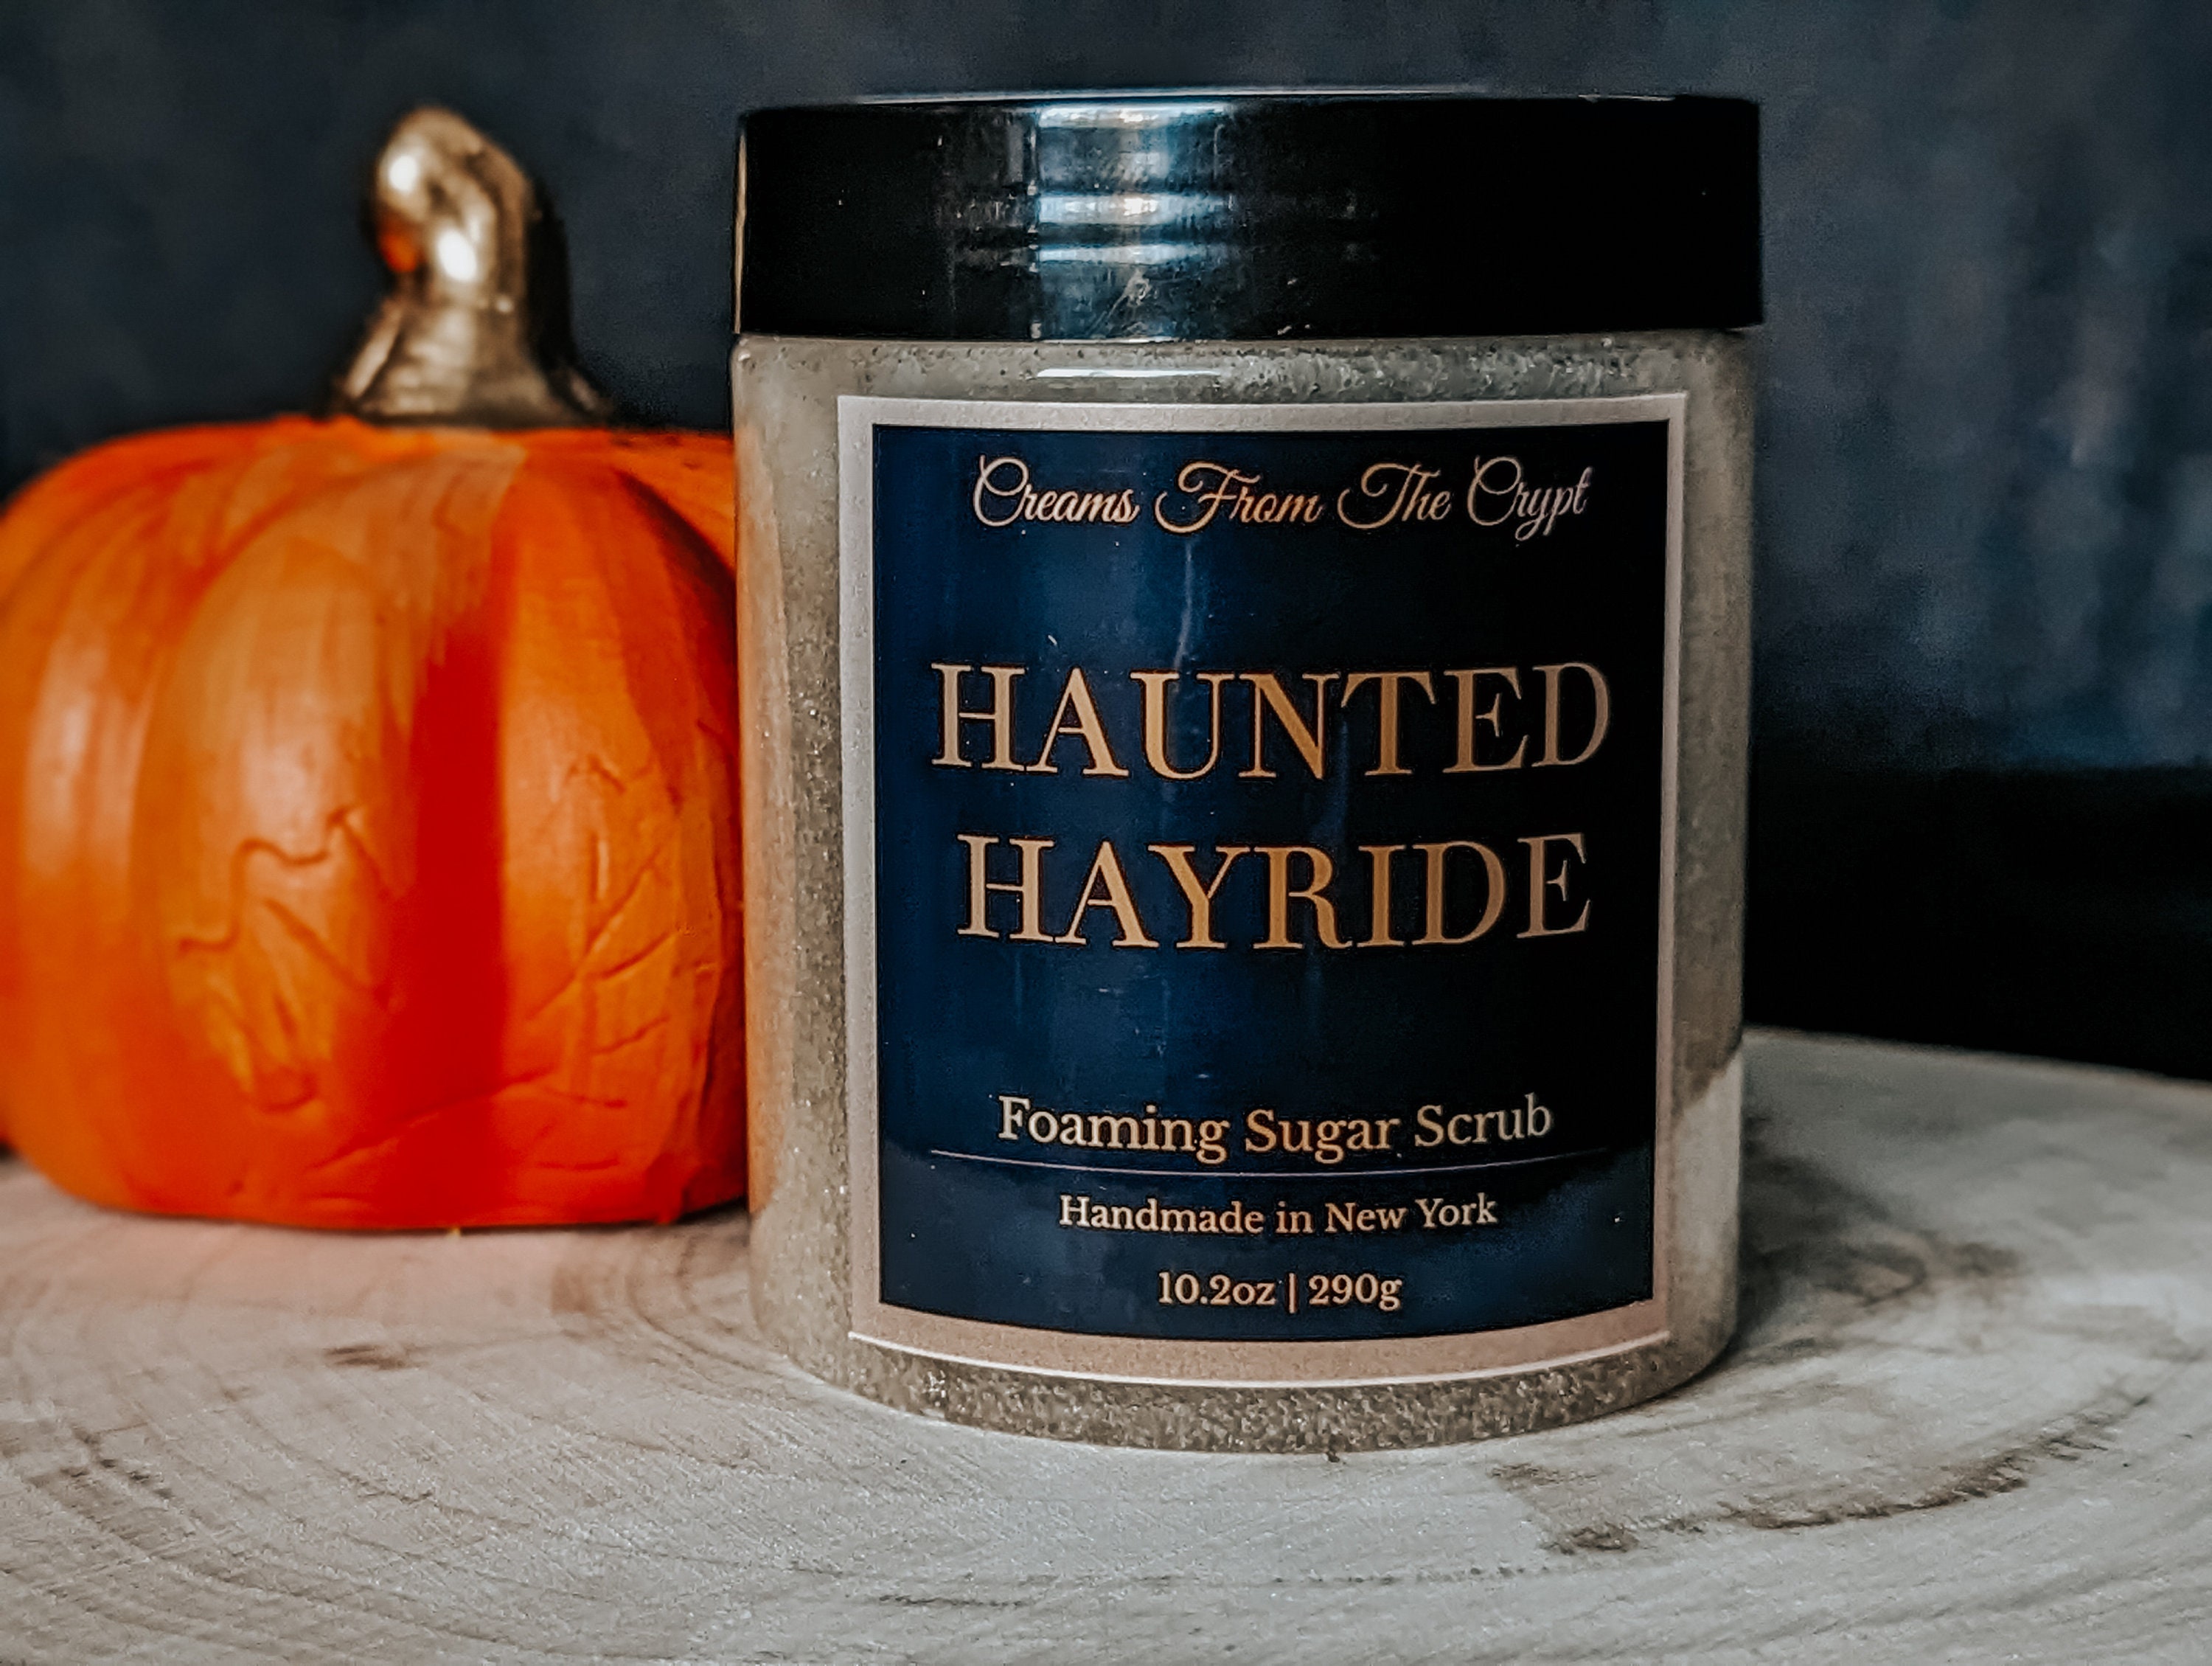 Creams From The Crypt
HAUNTED
HAYRIDE
Foaming Sugar Scrub
Handmade in New York
10.2oz | 290g